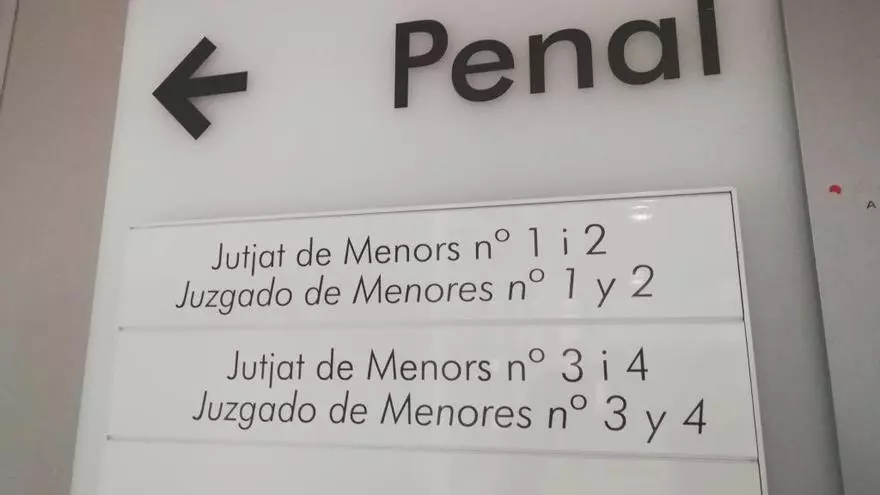 Penal
Jutjat de Menors nº 1 i 2
Juzgado de Menores nº 1 y 2
Jutjat de Menors nº 3 i 4
Juzgado de Menores nº 3 y 4
A